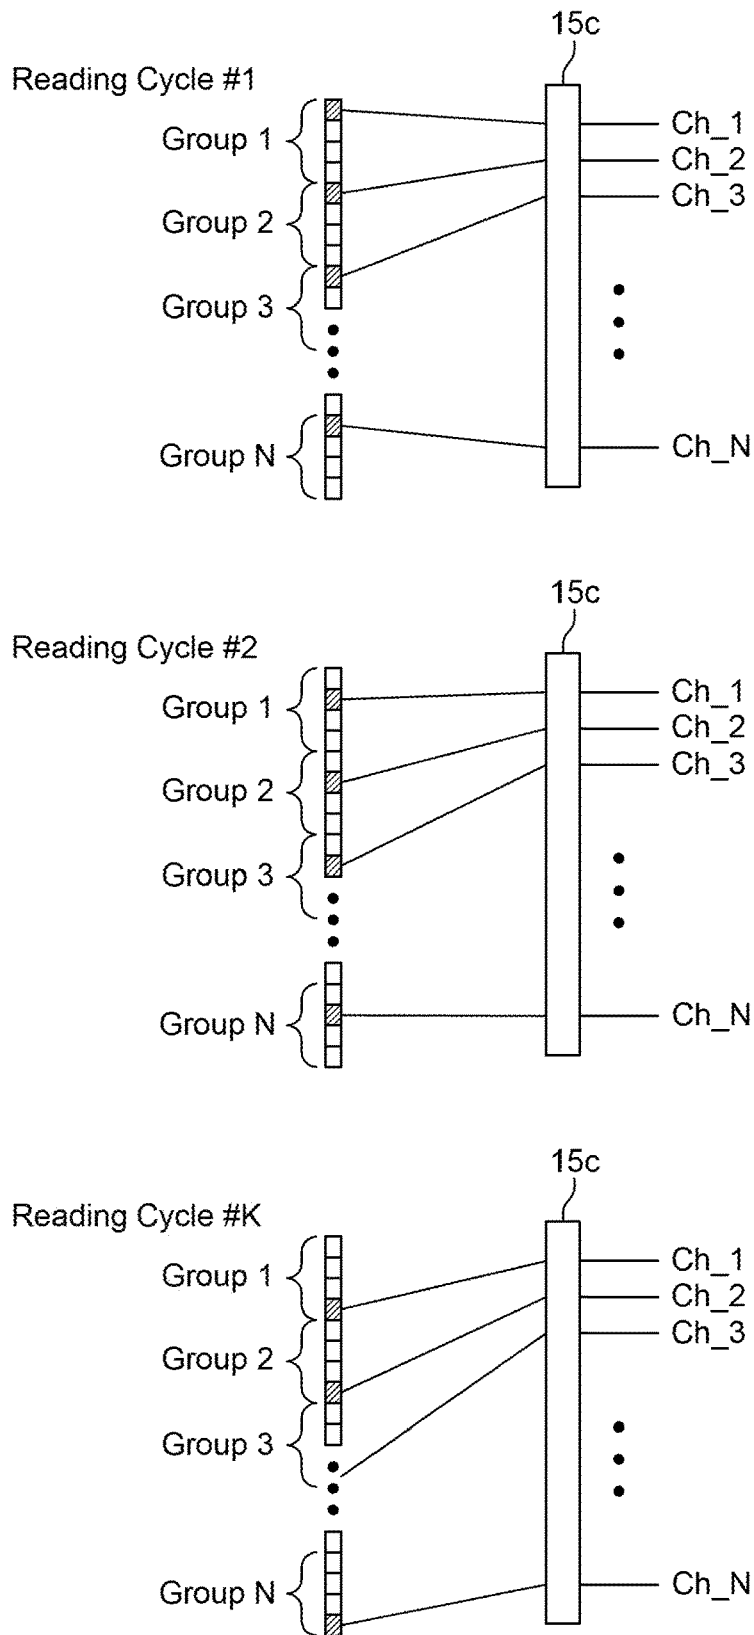 15c
Reading Cycle #1
Group 1
Ch_1
Ch_2
Group 2
Ch_3
Group 3
Group N
Ch_N
15c
Reading Cycle #2
Group 1
Ch_1
Ch_2
Group 2
Ch_3
Group 3
Group N
Ch_N
15c
Reading Cycle #K
Group 1
Ch_1
Ch_2
Group 2
Ch_3
Group 3
Group N
Ch_N